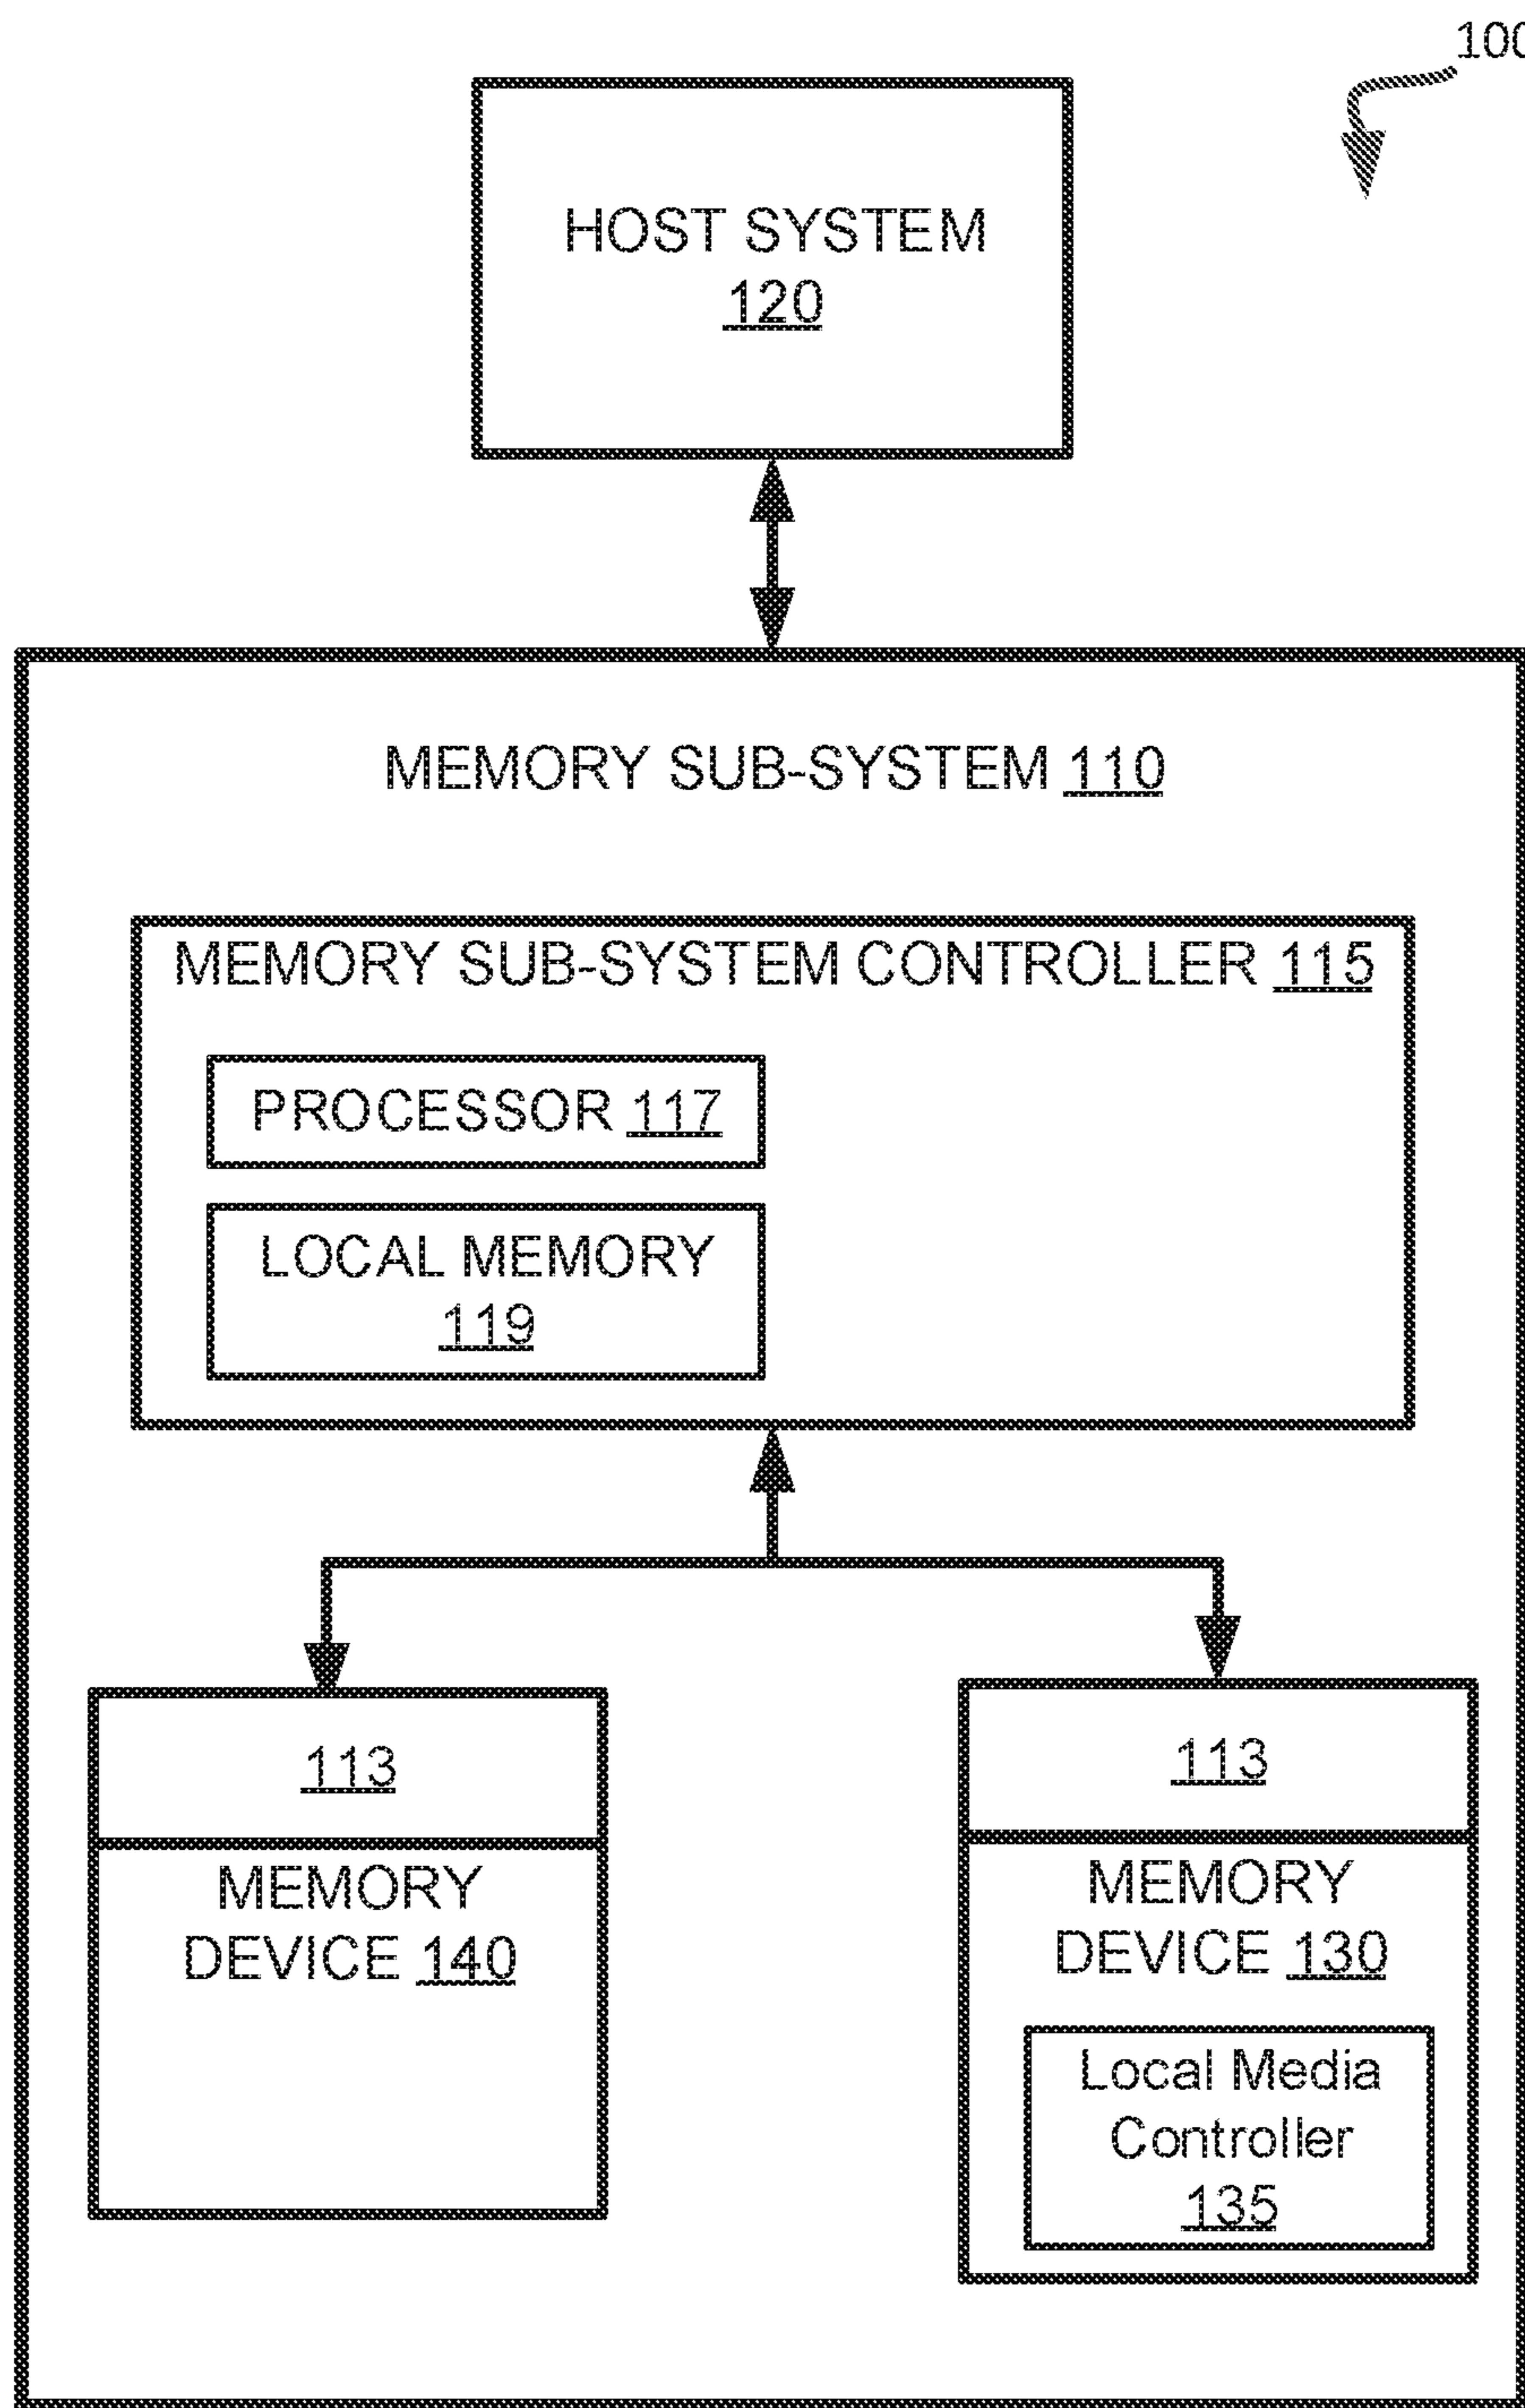 100
HOST SYSTEM
120
MEMORY SUB-SYSTEM 110
MEMORY SUB-SYSTEM CONTROLLER 115
PROCESSOR 117
LOCAL MEMORY
119
113
MEMORY
DEVICE 140
113
MEMORY
DEVICE 130
Local Media
Controller
135